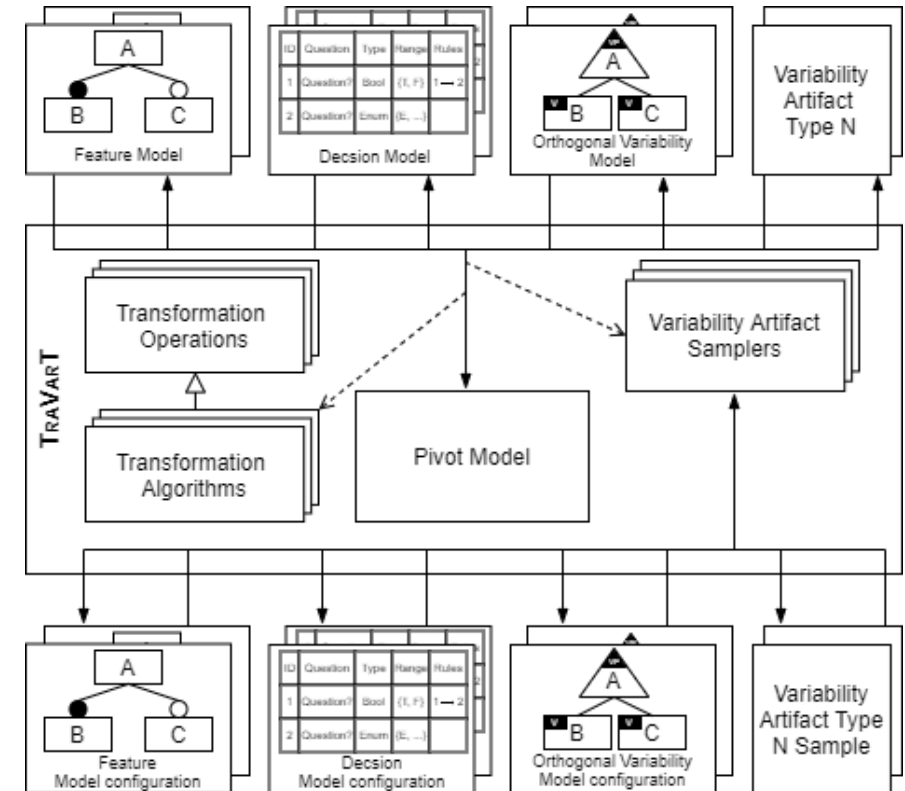 A
B
C
Feature Model
ID Question Type Range Rules
1 Question? Bool {T, F} 1 → 2
2 Question? Enum {E, ...}
Decsion Model
VP
A
V B
V C
Orthogonal Variability
Model
Variability
Artifact
Type N
TRAVART
Transformation
Operations
Transformation
Algorithms
Pivot Model
Variability Artifact
Samplers
A
B
C
Feature
Model configuration
ID Question Type Range Rules
1 Question? Bool {T, F} 1 → 2
2 Question? Enum {E, ...}
Decsion
Model configuration
VP
A
V B
V C
Orthogonal Variability
Model configuration
Variability
Artifact Type
N Sample